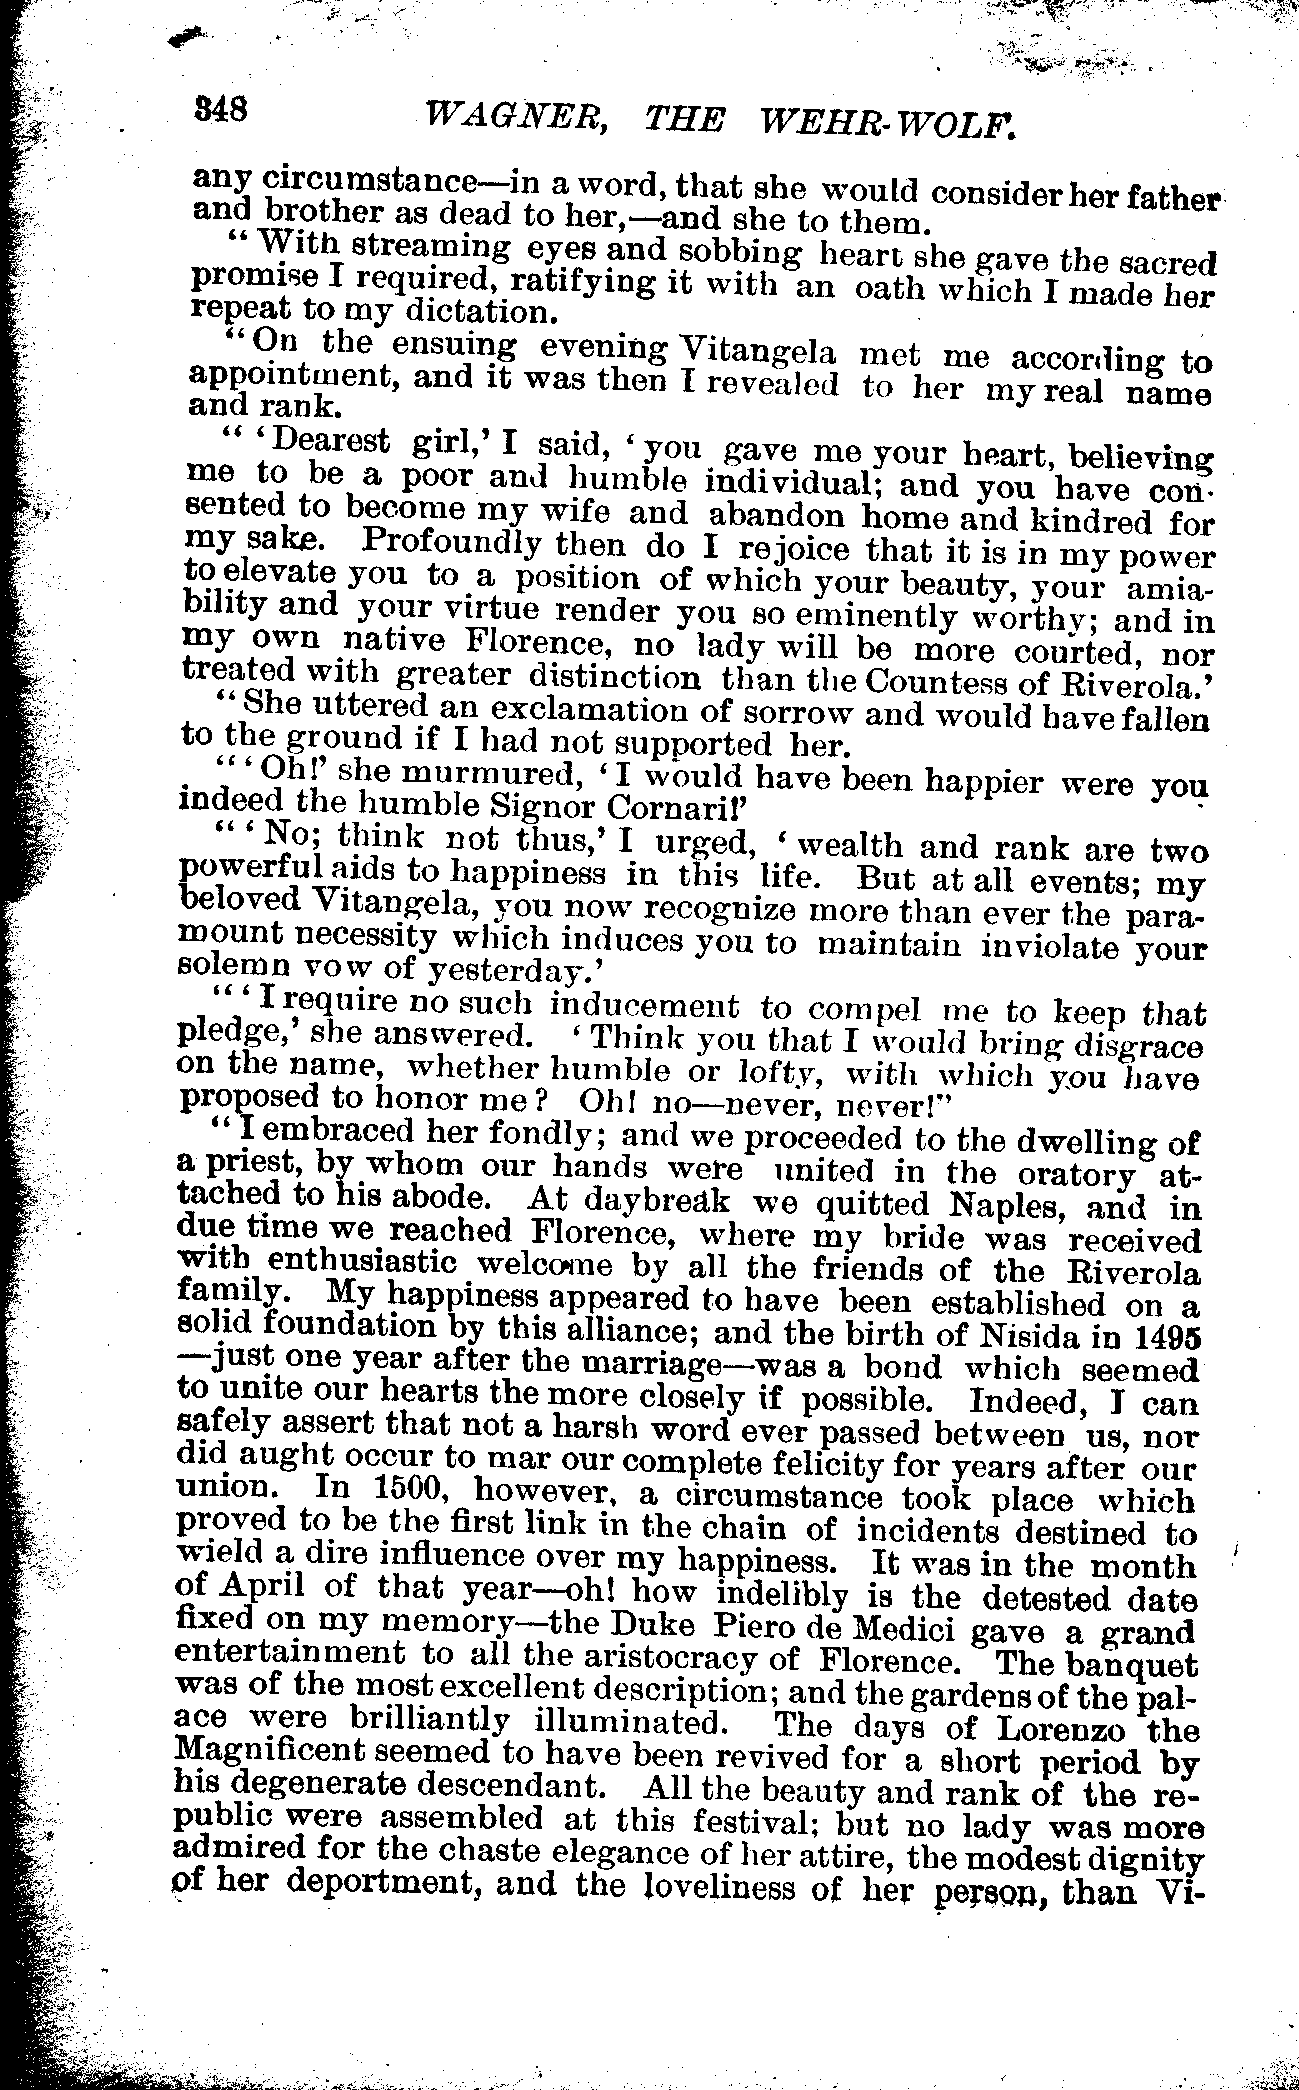 348 WAGNER, THE WEHR-WOLF.
any circumstance—in a word, that she would consider her father
and brother as dead to her,—and she to them.
" With streaming eyes and sobbing heart she gave the sacred
promise I required, ratifying it with an oath which I made her
repeat to my dictation.
"On the ensuing evening Vitangela met me according to
appointment, and it was then I revealed to her my real name
and rank.
" 'Dearest girl,' I said, 'you gave me your heart, believing
me to be a poor and humble individual; and you have con-
sented to become my wife and abandon home and kindred for
my sake. Profoundly then do I rejoice that it is in my power
to elevate you to a position of which your beauty, your amia-
bility and your virtue render you so eminently worthy; and in
my own native Florence, no lady will be more courted, nor
treated with greater distinction than the Countess of Riverola.'
"She uttered an exclamation of sorrow and would have fallen
to the ground if I had not supported her.
"'Oh!' she murmured, 'I would have been happier were you
indeed the humble Signor Cornari!'
"'No; think not thus,' I urged, 'wealth and rank are two
powerful aids to happiness in this life. But at all events; my
beloved Vitangela, you now recognize more than ever the para-
mount necessity which induces you to maintain inviolate your
solemn vow of yesterday.'
"'I require no such inducement to compel me to keep that
pledge,' she answered. 'Think you that I would bring disgrace
on the name, whether humble or lofty, with which you have
proposed to honor me? Oh! no—never, never!"
"I embraced her fondly; and we proceeded to the dwelling of
a priest, by whom our hands were united in the oratory at-
tached to his abode. At daybreak we quitted Naples, and in
due time we reached Florence, where my bride was received
with enthusiastic welcome by all the friends of the Riverola
family. My happiness appeared to have been established on a
solid foundation by this alliance; and the birth of Nisida in 1495
—just one year after the marriage—was a bond which seemed
to unite our hearts the more closely if possible. Indeed, I can
safely assert that not a harsh word ever passed between us, nor
did aught occur to mar our complete felicity for years after our
union. In 1500, however, a circumstance took place which
proved to be the first link in the chain of incidents destined to
wield a dire influence over my happiness. It was in the month
of April of that year—oh! how indelibly is the detested date
fixed on my memory—the Duke Piero de Medici gave a grand
entertainment to all the aristocracy of Florence. The banquet
was of the most excellent description; and the gardens of the pal-
ace were brilliantly illuminated. The days of Lorenzo the
Magnificent seemed to have been revived for a short period by
his degenerate descendant. All the beauty and rank of the re-
public were assembled at this festival; but no lady was more
admired for the chaste elegance of her attire, the modest dignity
of her deportment, and the loveliness of her person, than Vi-